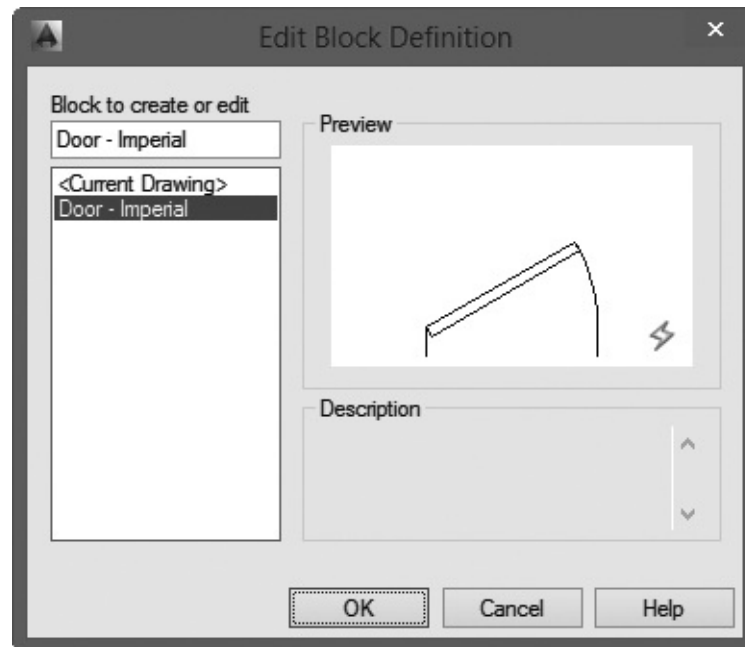 Edit Block Definition
Block to create or edit
Door - Imperial
<Current Drawing>
Door - Imperial
Preview
Description
OK
Cancel
Help